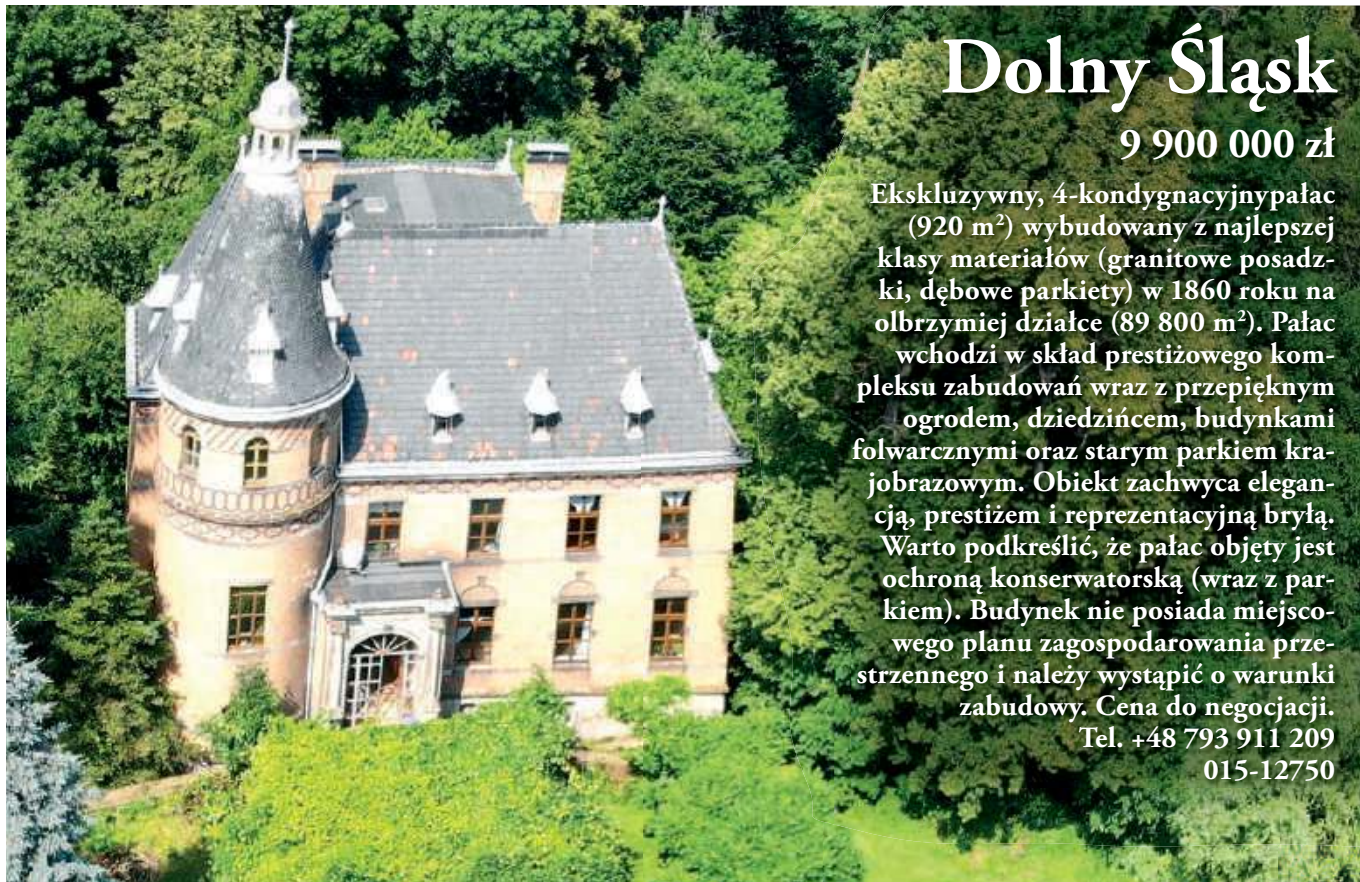 Dolny Śląsk
9 900 000 zł
Ekskluzywny, 4-kondygnacyjnypałac
(920 m²) wybudowany z najlepszej
klasy materiałów (granitowe posadz-
ki, dębowe parkiety) w 1860 roku na
olbrzymiej działce (89 800 m²). Pałac
wchodzi w skład prestiżowego kom-
pleksu zabudowań wraz z przepięknym
ogrodem, dziedzińcem, budynkami
folwarcznymi oraz starym parkiem kra-
jobrazowym. Obiekt zachwyca elegan-
cją, prestiżem i reprezentacyjną bryłą.
Warto podkreślić, że pałac objęty jest
ochroną konserwatorską (wraz z par-
kiem). Budynek nie posiada miejsco-
wego planu zagospodarowania prze-
strzennego i należy wystąpić o warunki
zabudowy. Cena do negocjacji.
Tel. +48 793 911 209
015-12750